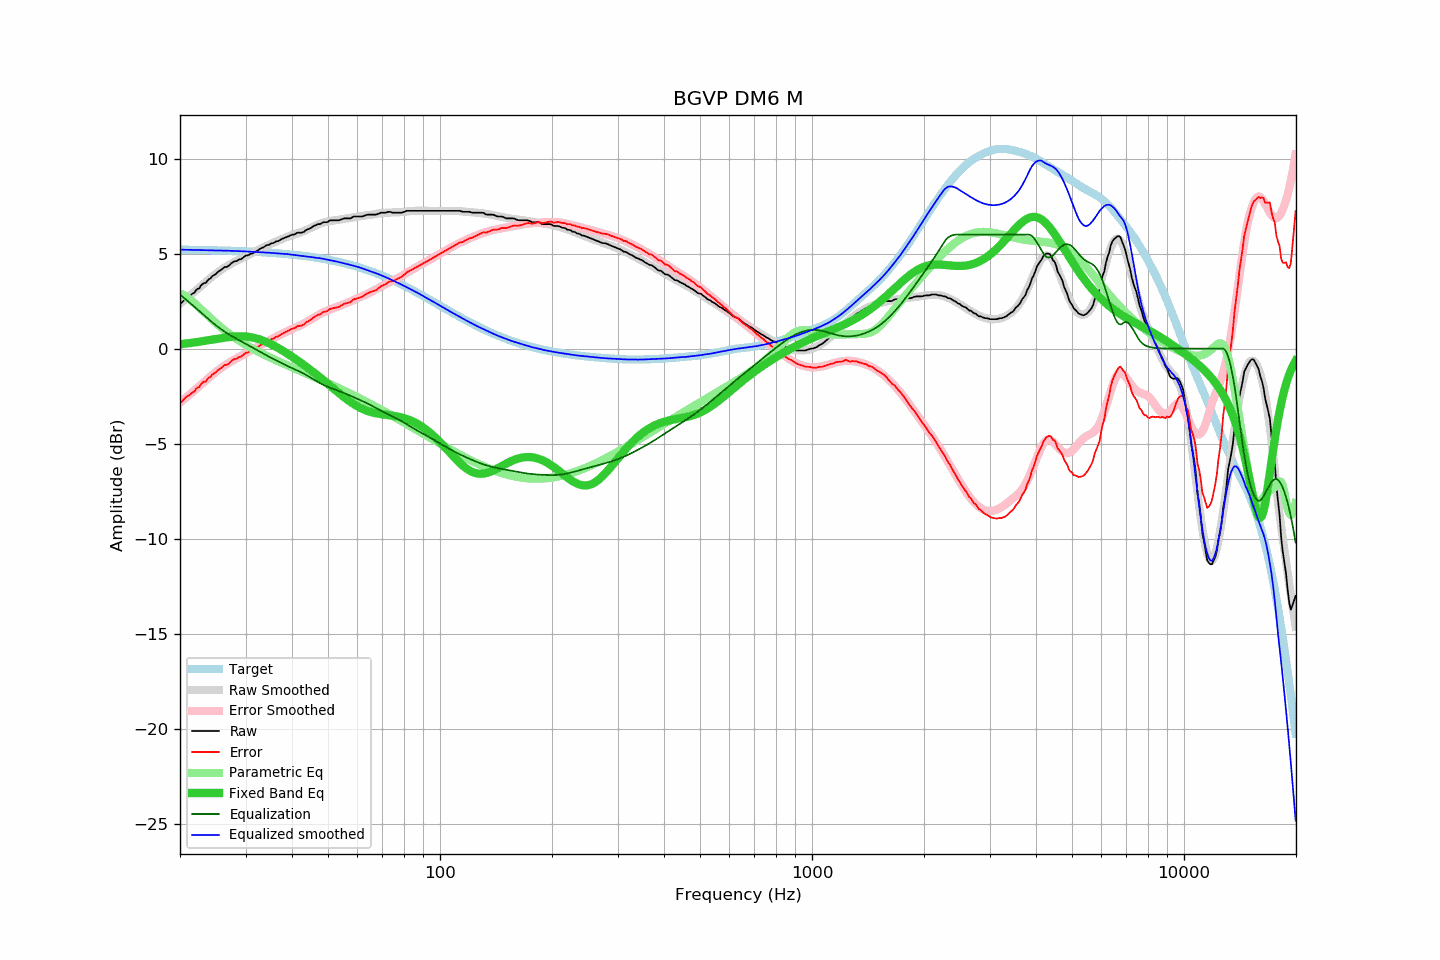 BGVP DM6 M
Amplitude (dBr)
10
5
0
−5
−10
−15
−20
−25
Target
Raw Smoothed
Error Smoothed
Raw
Error
Parametric Eq
Fixed Band Eq
Equalization
Equalized smoothed
100
1000
10000
Frequency (Hz)